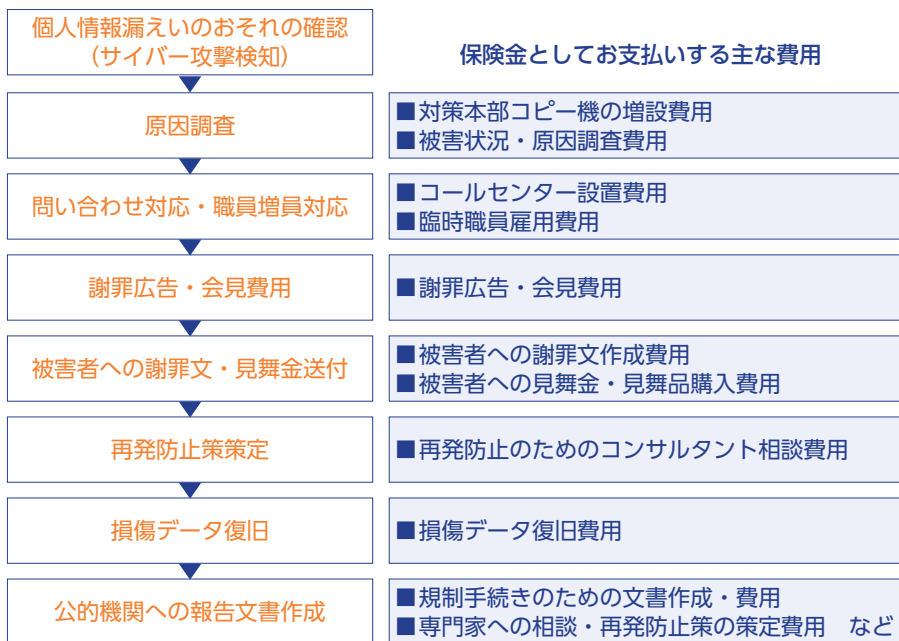 個人情報漏えいのおそれの確認
（サイバー攻撃検知）
保険金としてお支払いする主な費用
原因調査
■対策本部コピー機の増設費用
■被害状況・原因調査費用
問い合わせ対応・職員増員対応
■コールセンター設置費用
■臨時職員雇用費用
謝罪広告・会見費用
■謝罪広告・会見費用
被害者への謝罪文・見舞金送付
■被害者への謝罪文作成費用
■被害者への見舞金・見舞品購入費用
再発防止策策定
■再発防止のためのコンサルタント相談費用
損傷データ復旧
■損傷データ復旧費用
公的機関への報告文書作成
■規制手続きのための文書作成・費用
■専門家への相談・再発防止策の策定費用　など